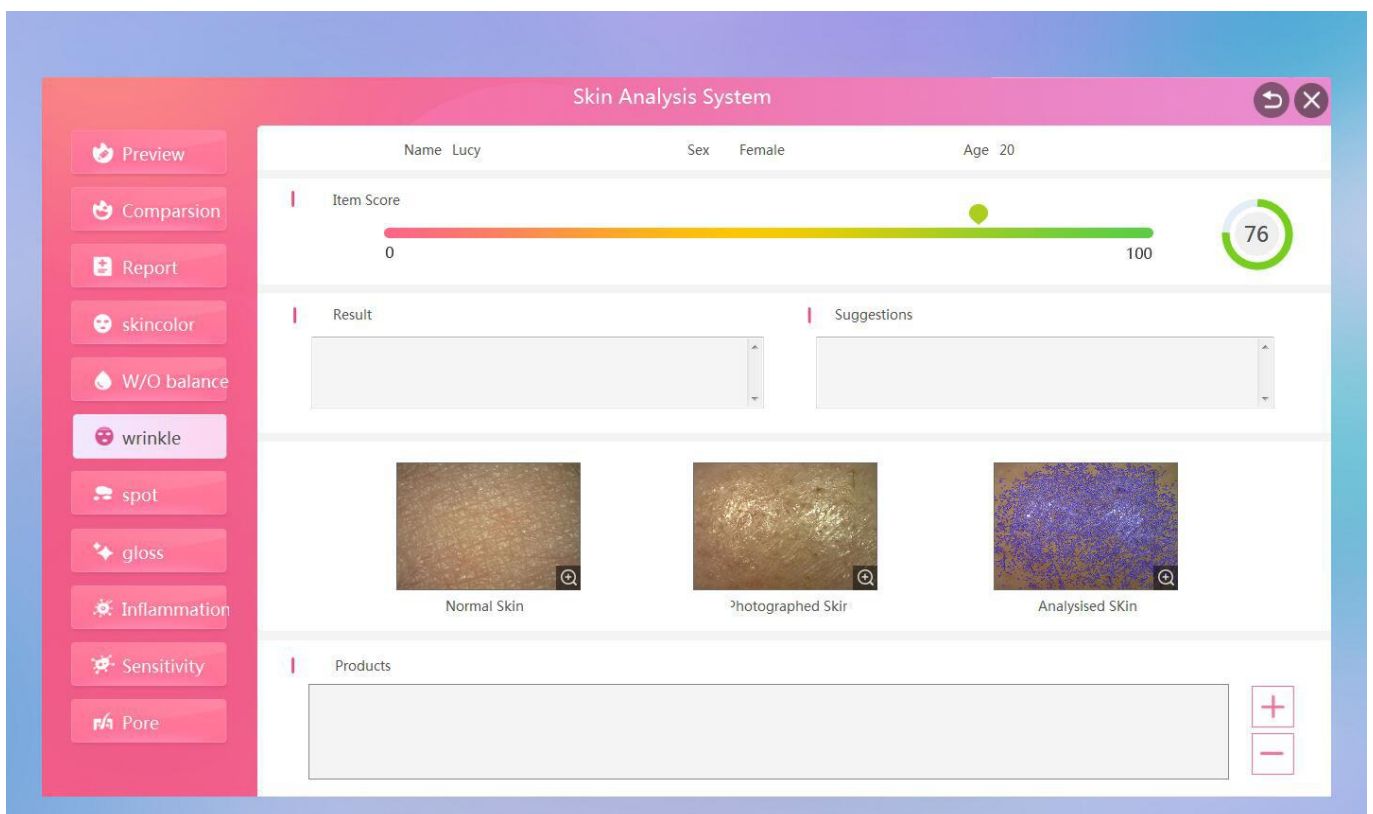 Skin Analysis System
Preview
Comparsion
Report
skincolor
W/O balance
wrinkle
spot
gloss
Inflammation
Sensitivity
Pore
Name Lucy Sex Female Age 20
Item Score
0 100
76
Result
Suggestions
Normal Skin
Photographed Skin
Analysised SKin
Products